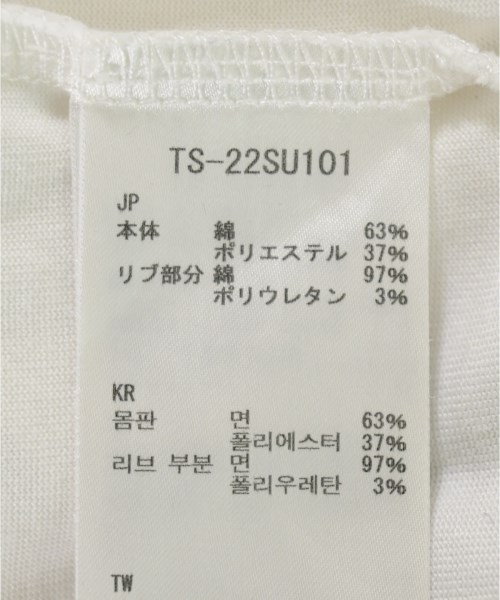 TS-22SU101
JP
本体 綿 63%
ポリエステル 37%
リブ部分 綿 97%
ポリウレタン 3%
KR
몸판 면 63%
폴리에스터 37%
리브 부분 면 97%
폴리우레탄 3%
TW